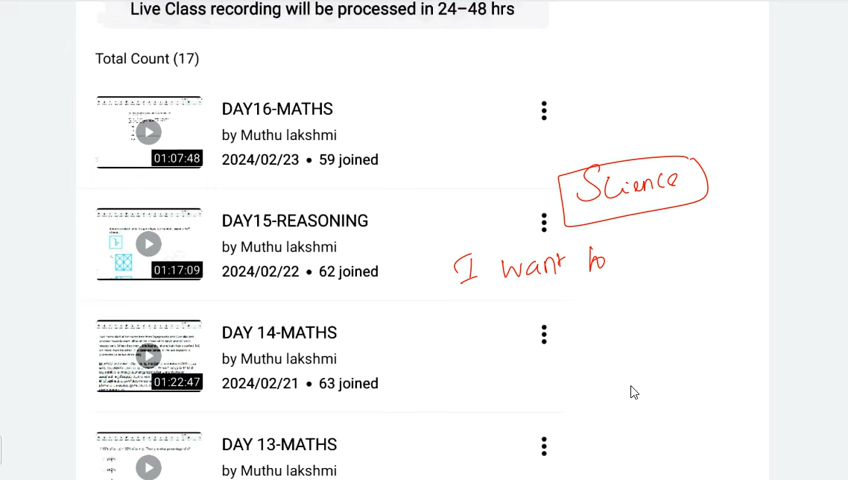 Live Class recording will be processed in 24–48 hrs
Total Count (17)
DAY16-MATHS
by Muthu lakshmi
2024/02/23 • 59 joined
01:07:48
Science
DAY15-REASONING
by Muthu lakshmi
2024/02/22 • 62 joined
01:17:09
I want to
DAY 14-MATHS
by Muthu lakshmi
2024/02/21 • 63 joined
01:22:47
DAY 13-MATHS
by Muthu lakshmi